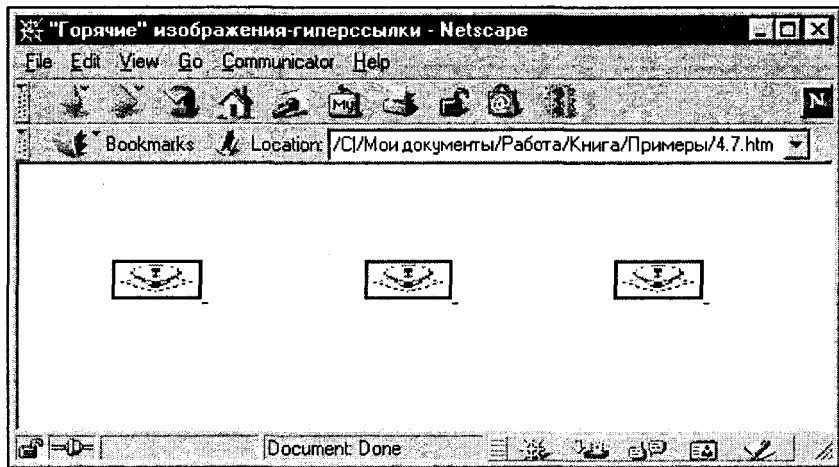 "Горячие" изображения-гиперссылки - Netscape
File Edit View Go Communicator Help
My N
Bookmarks Location: /C|/Мои документы/Работа/Книга/Примеры/4.7.htm
Document: Done